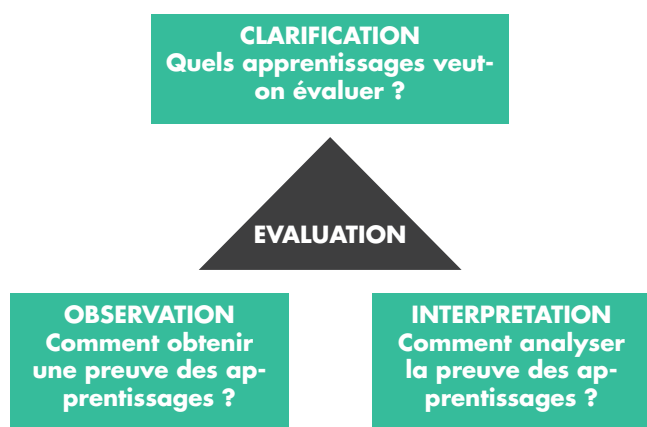 CLARIFICATION
Quels apprentissages veut-
on évaluer ?
EVALUATION
OBSERVATION
Comment obtenir
une preuve des ap-
prentissages ?
INTERPRETATION
Comment analyser
la preuve des ap-
prentissages ?